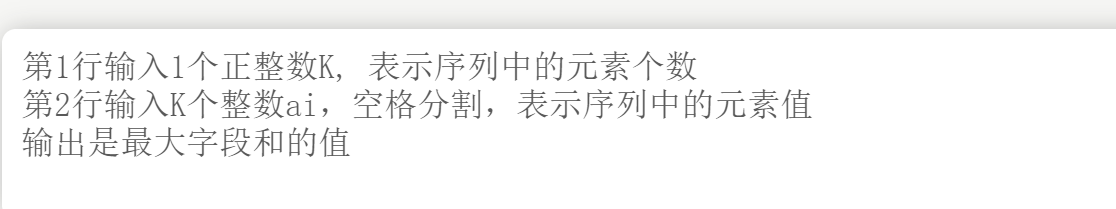 第1行输入1个正整数K, 表示序列中的元素个数
第2行输入K个整数ai，空格分割，表示序列中的元素值
输出是最大字段和的值